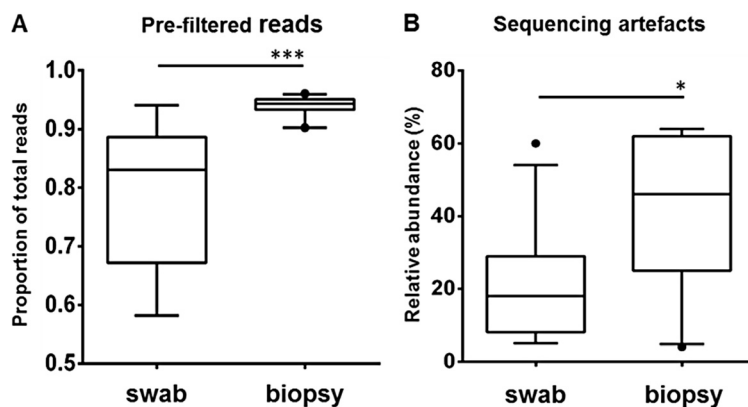 A
Pre-filtered reads
***
Proportion of total reads
1.0
0.9
0.8
0.7
0.6
0.5
swab
biopsy
B
Sequencing artefacts
*
Relative abundance (%)
80
60
40
20
0
swab
biopsy